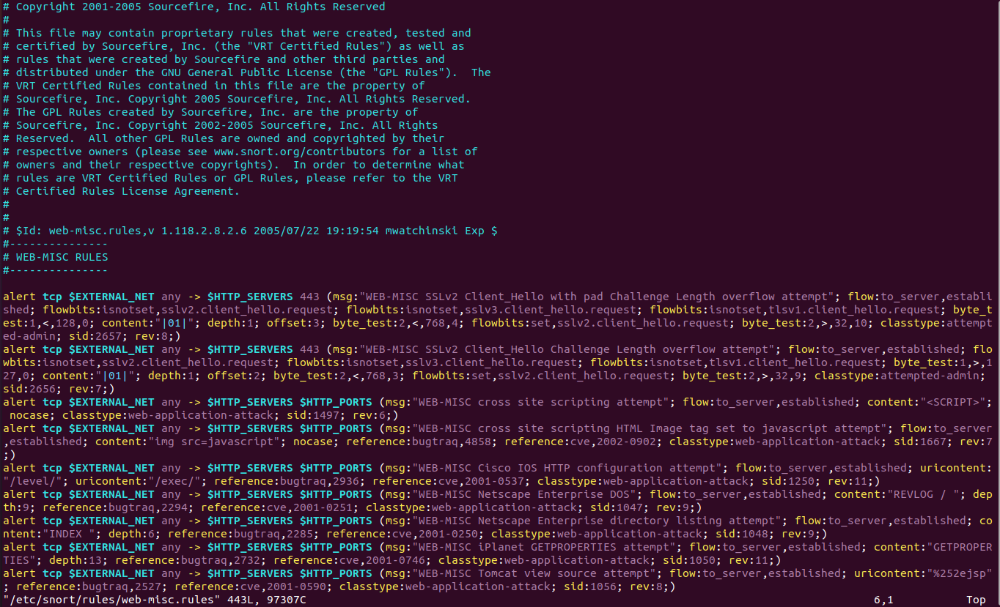 # Copyright 2001-2005 Sourcefire, Inc. All Rights Reserved
#
# This file may contain proprietary rules that were created, tested and
# certified by Sourcefire, Inc. (the "VRT Certified Rules") as well as
# rules that were created by Sourcefire and other third parties and
# distributed under the GNU General Public License (the "GPL Rules").  The
# VRT Certified Rules contained in this file are the property of
# Sourcefire, Inc. Copyright 2005 Sourcefire, Inc. All Rights Reserved.
# The GPL Rules created by Sourcefire, Inc. are the property of
# Sourcefire, Inc. Copyright 2002-2005 Sourcefire, Inc. All Rights
# Reserved.  All other GPL Rules are owned and copyrighted by their
# respective owners (please see www.snort.org/contributors for a list of
# owners and their respective copyrights).  In order to determine what
# rules are VRT Certified Rules or GPL Rules, please refer to the VRT
# Certified Rules License Agreement.
#
#
# $Id: web-misc.rules,v 1.118.2.8.2.6 2005/07/22 19:19:54 mwatchinski Exp $
#---------------
# WEB-MISC RULES
#---------------

alert tcp $EXTERNAL_NET any -> $HTTP_SERVERS 443 (msg:"WEB-MISC SSLv2 Client_Hello with pad Challenge Length overflow attempt"; flow:to_server,establi
shed; flowbits:isnotset,sslv2.client_hello.request; flowbits:isnotset,sslv3.client_hello.request; flowbits:isnotset,tlsv1.client_hello.request; byte_t
est:1,<,128,0; content:"|01|"; depth:1; offset:3; byte_test:2,<,768,4; flowbits:set,sslv2.client_hello.request; byte_test:2,>,32,10; classtype:attempt
ed-admin; sid:2657; rev:8;)
alert tcp $EXTERNAL_NET any -> $HTTP_SERVERS 443 (msg:"WEB-MISC SSLv2 Client_Hello Challenge Length overflow attempt"; flow:to_server,established; flo
wbits:isnotset,sslv2.client_hello.request; flowbits:isnotset,sslv3.client_hello.request; flowbits:isnotset,tlsv1.client_hello.request; byte_test:1,>,1
27,0; content:"|01|"; depth:1; offset:2; byte_test:2,<,768,3; flowbits:set,sslv2.client_hello.request; byte_test:2,>,32,9; classtype:attempted-admin;
sid:2656; rev:7;)
alert tcp $EXTERNAL_NET any -> $HTTP_SERVERS $HTTP_PORTS (msg:"WEB-MISC cross site scripting attempt"; flow:to_server,established; content:"<SCRIPT>";
 nocase; classtype:web-application-attack; sid:1497; rev:6;)
alert tcp $EXTERNAL_NET any -> $HTTP_SERVERS $HTTP_PORTS (msg:"WEB-MISC cross site scripting HTML Image tag set to javascript attempt"; flow:to_server
,established; content:"img src=javascript"; nocase; reference:bugtraq,4858; reference:cve,2002-0902; classtype:web-application-attack; sid:1667; rev:7
;)
alert tcp $EXTERNAL_NET any -> $HTTP_SERVERS $HTTP_PORTS (msg:"WEB-MISC Cisco IOS HTTP configuration attempt"; flow:to_server,established; uricontent:
"/level/"; uricontent:"/exec/"; reference:bugtraq,2936; reference:cve,2001-0537; classtype:web-application-attack; sid:1250; rev:11;)
alert tcp $EXTERNAL_NET any -> $HTTP_SERVERS $HTTP_PORTS (msg:"WEB-MISC Netscape Enterprise DOS"; flow:to_server,established; content:"REVLOG / "; dep
th:9; reference:bugtraq,2294; reference:cve,2001-0251; classtype:web-application-attack; sid:1047; rev:9;)
alert tcp $EXTERNAL_NET any -> $HTTP_SERVERS $HTTP_PORTS (msg:"WEB-MISC Netscape Enterprise directory listing attempt"; flow:to_server,established; co
ntent:"INDEX "; depth:6; reference:bugtraq,2285; reference:cve,2001-0250; classtype:web-application-attack; sid:1048; rev:9;)
alert tcp $EXTERNAL_NET any -> $HTTP_SERVERS $HTTP_PORTS (msg:"WEB-MISC iPlanet GETPROPERTIES attempt"; flow:to_server,established; content:"GETPROPER
TIES"; depth:13; reference:bugtraq,2732; reference:cve,2001-0746; classtype:web-application-attack; sid:1050; rev:11;)
alert tcp $EXTERNAL_NET any -> $HTTP_SERVERS $HTTP_PORTS (msg:"WEB-MISC Tomcat view source attempt"; flow:to_server,established; uricontent:"%252ejsp"
; reference:bugtraq,2527; reference:cve,2001-0590; classtype:web-application-attack; sid:1056; rev:8;)
"/etc/snort/rules/web-misc.rules" 443L, 97307C 6,1 Top